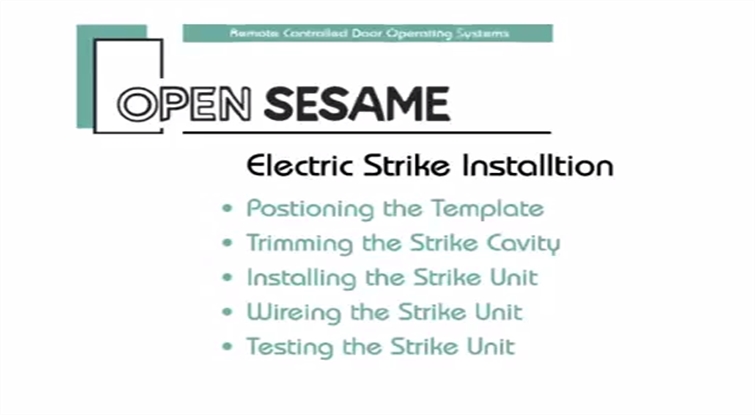 Remote Controlled Door Operating Systems
OPEN SESAME
Electric Strike Installtion
• Postioning the Template
• Trimming the Strike Cavity
• Installing the Strike Unit
• Wireing the Strike Unit
• Testing the Strike Unit